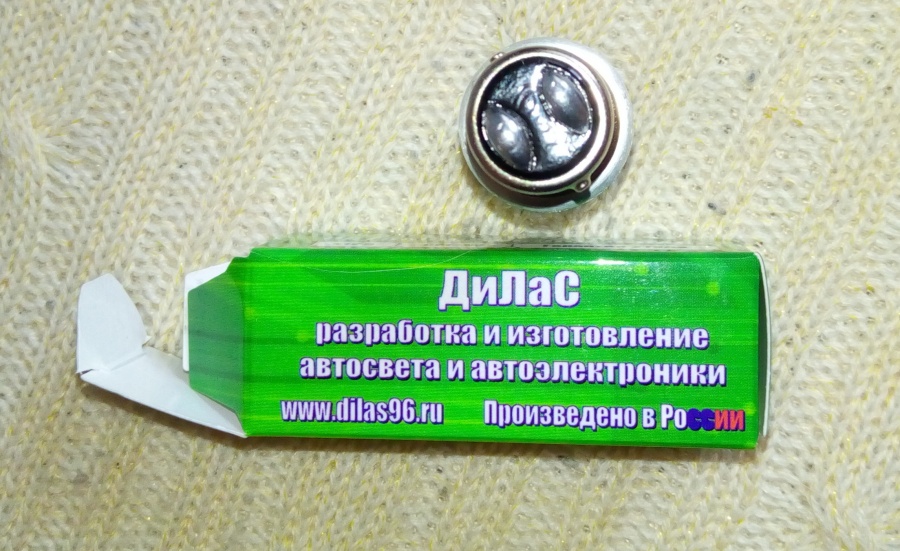 ДиЛаС
разработка и изготовление
автосвета и автоэлектроники
www.dilas96.ru Произведено в России